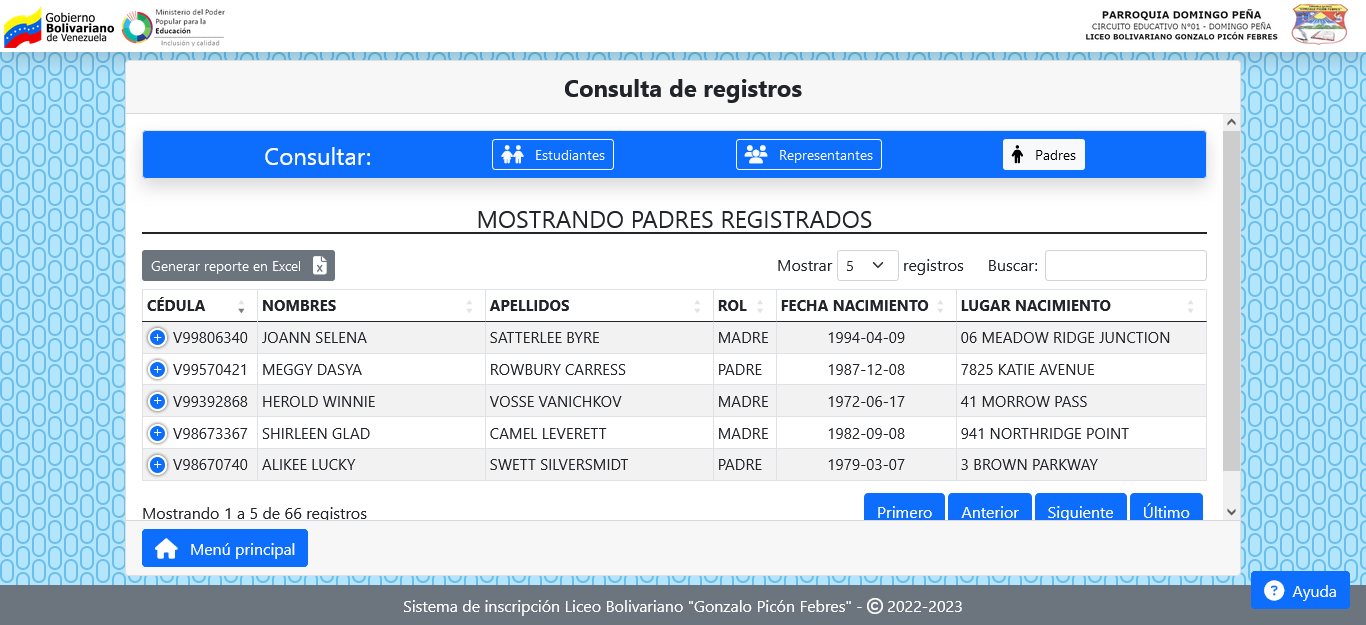 Gobierno
Bolivariano
de Venezuela
Ministerio del Poder
Popular para la
Educación
Inclusión y calidad
PARROQUIA DOMINGO PEÑA
CIRCUITO EDUCATIVO N°01 - DOMINGO PEÑA
LICEO BOLIVARIANO GONZALO PICÓN FEBRES
Consulta de registros
Consultar: Estudiantes Representantes Padres
MOSTRANDO PADRES REGISTRADOS
Generar reporte en Excel Mostrar 5 registros Buscar:
CÉDULA NOMBRES APELLIDOS ROL FECHA NACIMIENTO LUGAR NACIMIENTO
V99806340 JOANN SELENA SATTERLEE BYRE MADRE 1994-04-09 06 MEADOW RIDGE JUNCTION
V99570421 MEGGY DASYA ROWBURY CARRESS PADRE 1987-12-08 7825 KATIE AVENUE
V99392868 HEROLD WINNIE VOSSE VANICHKOV MADRE 1972-06-17 41 MORROW PASS
V98673367 SHIRLEEN GLAD CAMEL LEVERETT MADRE 1982-09-08 941 NORTHRIDGE POINT
V98670740 ALIKEE LUCKY SWETT SILVERSMIDT PADRE 1979-03-07 3 BROWN PARKWAY
Mostrando 1 a 5 de 66 registros Primero Anterior Siguiente Último
Menú principal
Ayuda
Sistema de inscripción Liceo Bolivariano "Gonzalo Picón Febres" - © 2022-2023